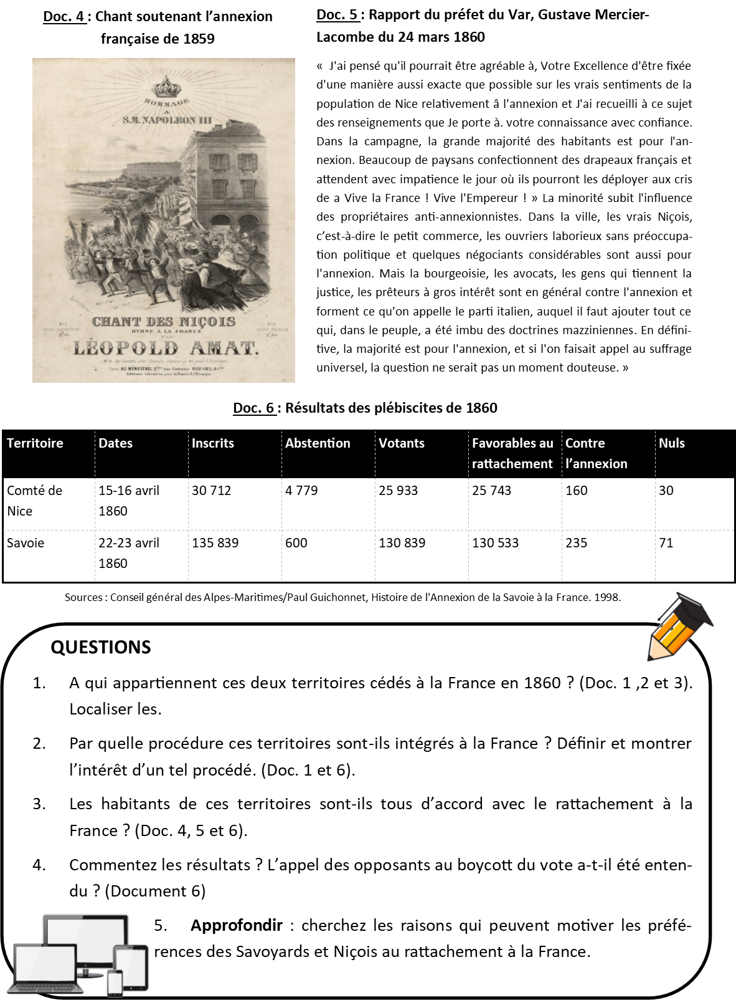 Doc. 4 : Chant soutenant l’annexion
française de 1859
HOMMAGE
A
S.M. NAPOLEON III
CHANT DES NIÇOIS
HYMNE A LA FRANCE
PAR
LÉOPOLD AMAT.
Doc. 5 : Rapport du préfet du Var, Gustave Mercier-
Lacombe du 24 mars 1860
«  J'ai pensé qu'il pourrait être agréable à, Votre Excellence d'être fixée
d'une manière aussi exacte que possible sur les vrais sentiments de la
population de Nice relativement â l'annexion et J'ai recueilli à ce sujet
des renseignements que Je porte à. votre connaissance avec confiance.
Dans la campagne, la grande majorité des habitants est pour l'an-
nexion. Beaucoup de paysans confectionnent des drapeaux français et
attendent avec impatience le jour où ils pourront les déployer aux cris
de a Vive la France ! Vive l'Empereur ! » La minorité subit l'influence
des propriétaires anti-annexionnistes. Dans la ville, les vrais Niçois,
c’est-à-dire le petit commerce, les ouvriers laborieux sans préoccupa-
tion politique et quelques négociants considérables sont aussi pour
l'annexion. Mais la bourgeoisie, les avocats, les gens qui tiennent la
justice, les prêteurs à gros intérêt sont en général contre l'annexion et
forment ce qu'on appelle le parti italien, auquel il faut ajouter tout ce
qui, dans le peuple, a été imbu des doctrines mazziniennes. En défini-
tive, la majorité est pour l'annexion, et si l'on faisait appel au suffrage
universel, la question ne serait pas un moment douteuse. »
Doc. 6 : Résultats des plébiscites de 1860
Territoire Dates Inscrits Abstention Votants Favorables au rattachement Contre l’annexion Nuls
Comté de Nice 15-16 avril 1860 30 712 4 779 25 933 25 743 160 30
Savoie 22-23 avril 1860 135 839 600 130 839 130 533 235 71
Sources : Conseil général des Alpes-Maritimes/Paul Guichonnet, Histoire de l'Annexion de la Savoie à la France. 1998.
QUESTIONS
1. A qui appartiennent ces deux territoires cédés à la France en 1860 ? (Doc. 1 ,2 et 3).
Localiser les.
2. Par quelle procédure ces territoires sont-ils intégrés à la France ? Définir et montrer
l’intérêt d’un tel procédé. (Doc. 1 et 6).
3. Les habitants de ces territoires sont-ils tous d’accord avec le rattachement à la
France ? (Doc. 4, 5 et 6).
4. Commentez les résultats ? L’appel des opposants au boycott du vote a-t-il été enten-
du ? (Document 6)
5. Approfondir : cherchez les raisons qui peuvent motiver les préfé-
rences des Savoyards et Niçois au rattachement à la France.